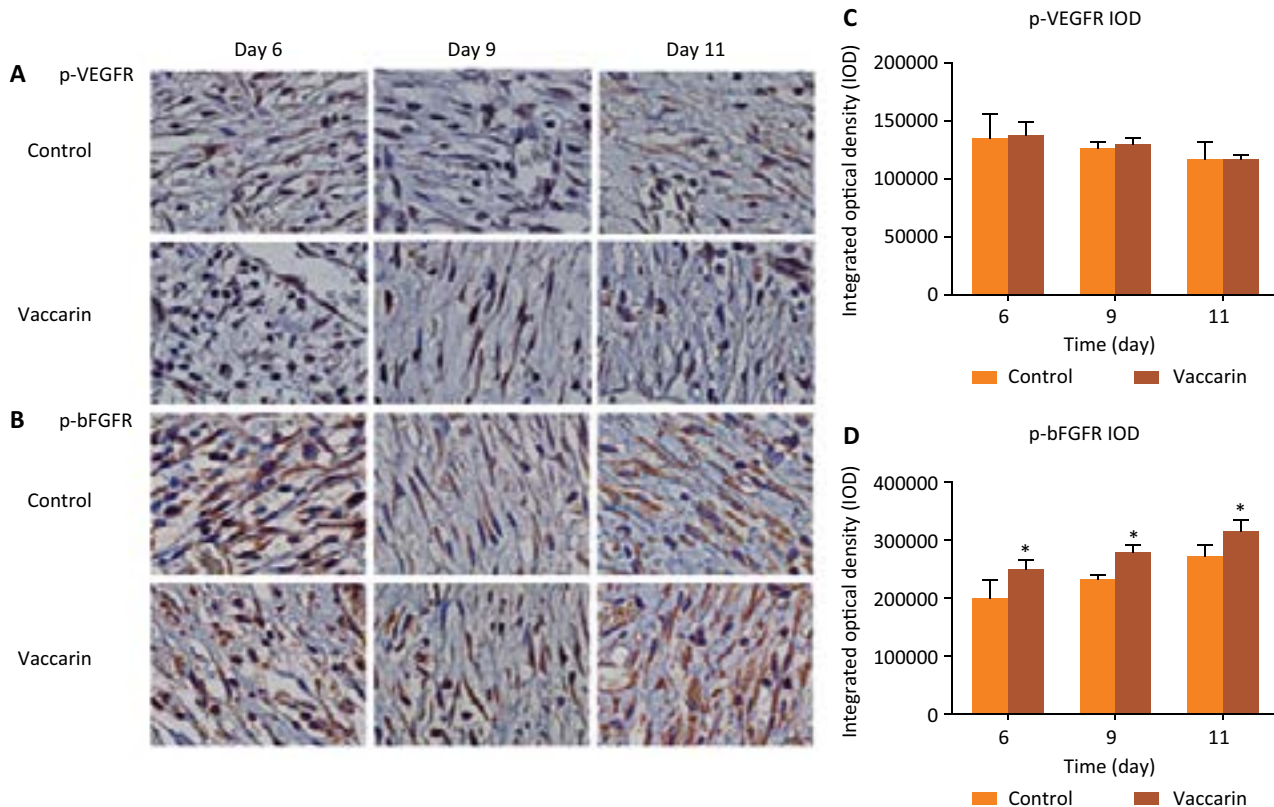 Day 6 Day 9 Day 11
A p-VEGFR
Control
Vaccarin
B p-bFGFR
Control
Vaccarin
C
p-VEGFR IOD
Integrated optical density (IOD)
200000
150000
100000
50000
0
6 9 11
Time (day)
Control Vaccarin
D
p-bFGFR IOD
Integrated optical density (IOD)
400000
300000
200000
100000
0
* * *
6 9 11
Time (day)
Control Vaccarin